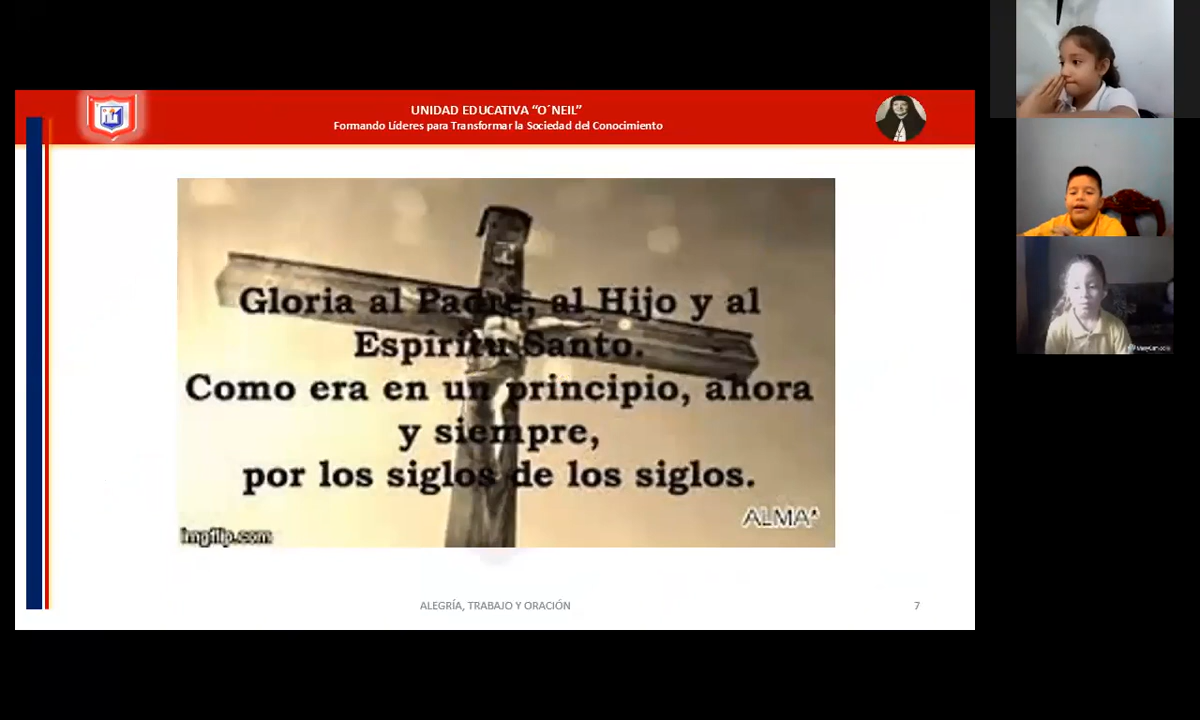 UNIDAD EDUCATIVA “O´NEIL”
Formando Líderes para Transformar la Sociedad del Conocimiento
Gloria al Padre, al Hijo y al
Espíritu Santo.
Como era en un principio, ahora
y siempre,
por los siglos de los siglos.
ALMA*
imgflip.com
ALEGRÍA, TRABAJO Y ORACIÓN
7